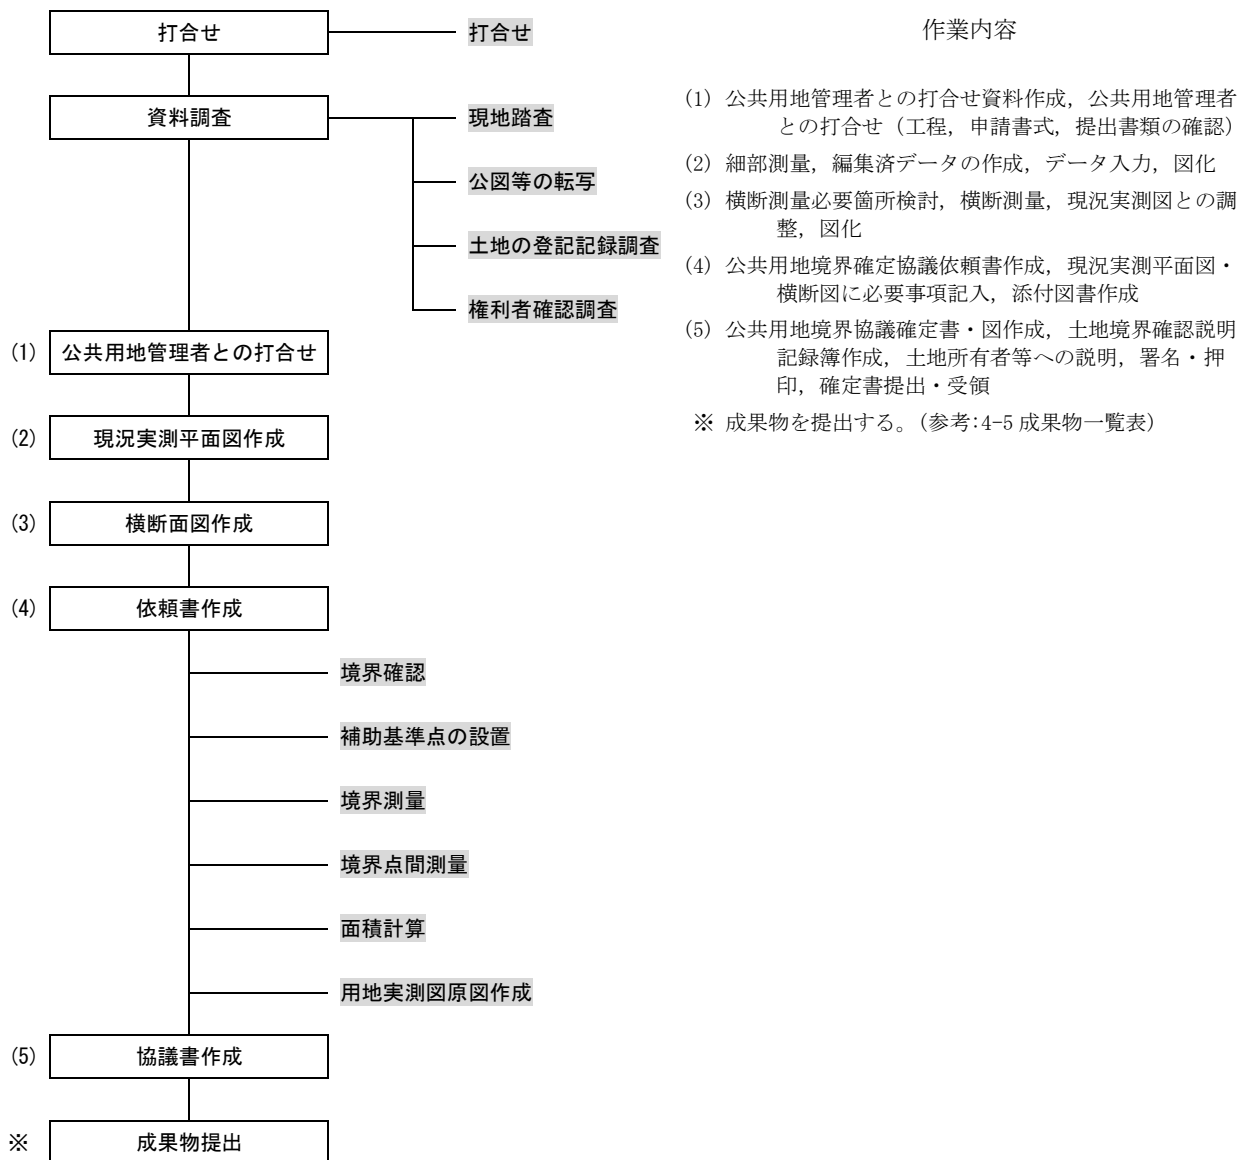 打合せ
打合せ
資料調査
現地踏査
公図等の転写
土地の登記記録調査
権利者確認調査
(1) 公共用地管理者との打合せ
(2) 現況実測平面図作成
(3) 横断面図作成
(4) 依頼書作成
境界確認
補助基準点の設置
境界測量
境界点間測量
面積計算
用地実測図原図作成
(5) 協議書作成
※ 成果物提出
作業内容
(1) 公共用地管理者との打合せ資料作成，公共用地管理者
との打合せ（工程，申請書式，提出書類の確認）
(2) 細部測量，編集済データの作成，データ入力，図化
(3) 横断測量必要箇所検討，横断測量，現況実測図との調
整，図化
(4) 公共用地境界確定協議依頼書作成，現況実測平面図・
横断図に必要事項記入，添付図書作成
(5) 公共用地境界協議確定書・図作成，土地境界確認説明
記録簿作成，土地所有者等への説明，署名・押
印，確定書提出・受領
※ 成果物を提出する。（参考:4-5 成果物一覧表）